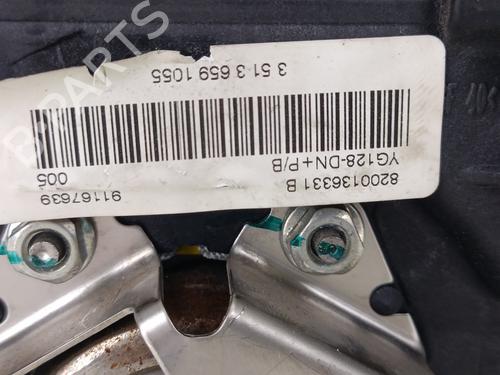 8200136331 B
YG128-DN+P/B
91167639
005
3 51 3 659 1055
B-PARTS